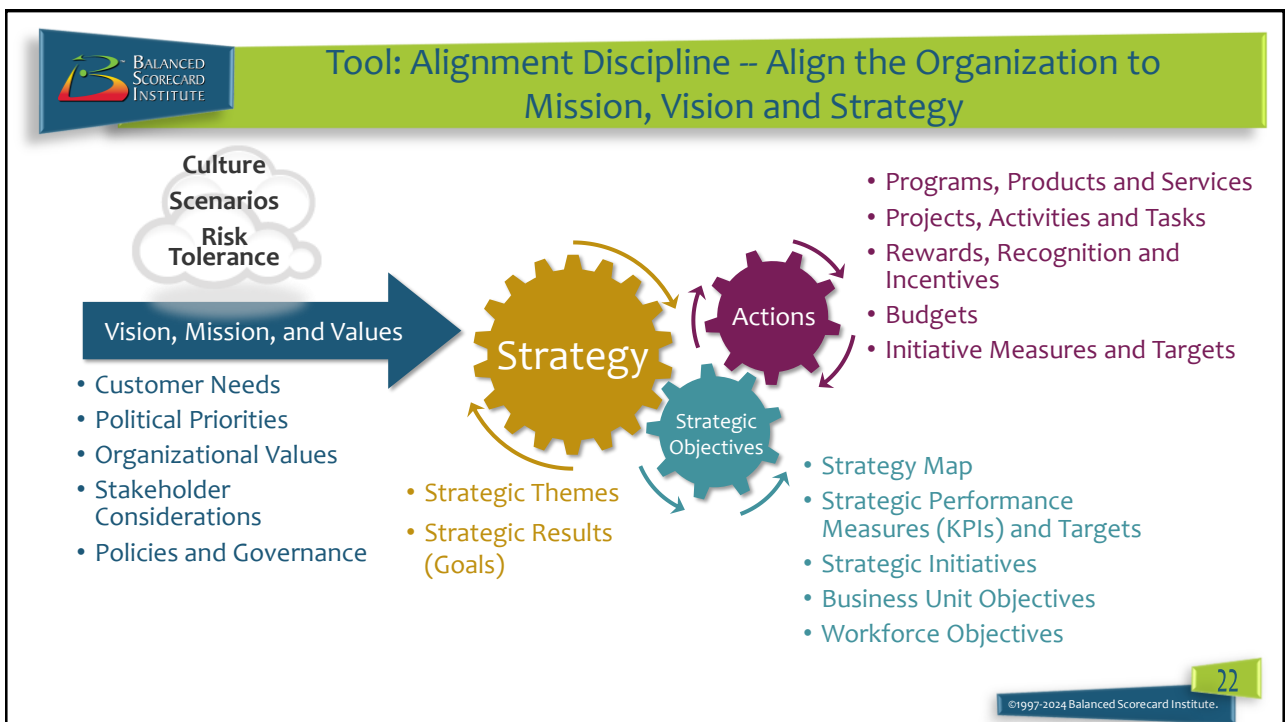 BALANCED
SCORECARD
INSTITUTE
Tool: Alignment Discipline -- Align the Organization to
Mission, Vision and Strategy
Culture
Scenarios
Risk
Tolerance
Vision, Mission, and Values
• Customer Needs
• Political Priorities
• Organizational Values
• Stakeholder
Considerations
• Policies and Governance
Strategy
• Strategic Themes
• Strategic Results
(Goals)
Actions
• Programs, Products and Services
• Projects, Activities and Tasks
• Rewards, Recognition and
Incentives
• Budgets
• Initiative Measures and Targets
Strategic
Objectives
• Strategy Map
• Strategic Performance
Measures (KPIs) and Targets
• Strategic Initiatives
• Business Unit Objectives
• Workforce Objectives
22
©1997-2024 Balanced Scorecard Institute.